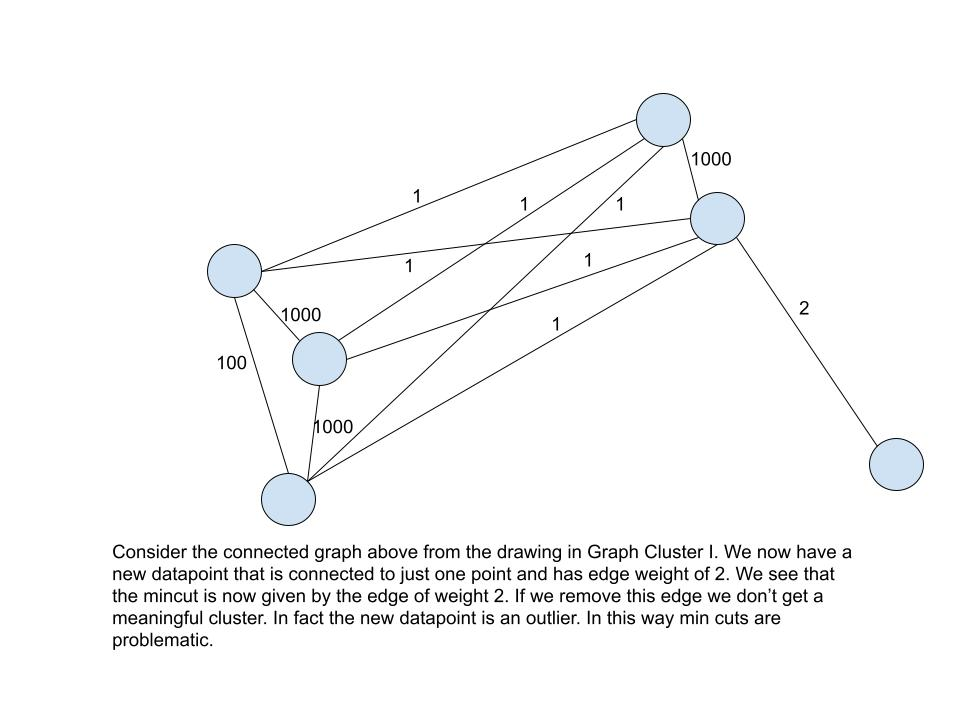 1000
1
1
1
1
1
2
1000
1
100
1000
Consider the connected graph above from the drawing in Graph Cluster I. We now have a
new datapoint that is connected to just one point and has edge weight of 2. We see that
the mincut is now given by the edge of weight 2. If we remove this edge we don’t get a
meaningful cluster. In fact the new datapoint is an outlier. In this way min cuts are
problematic.